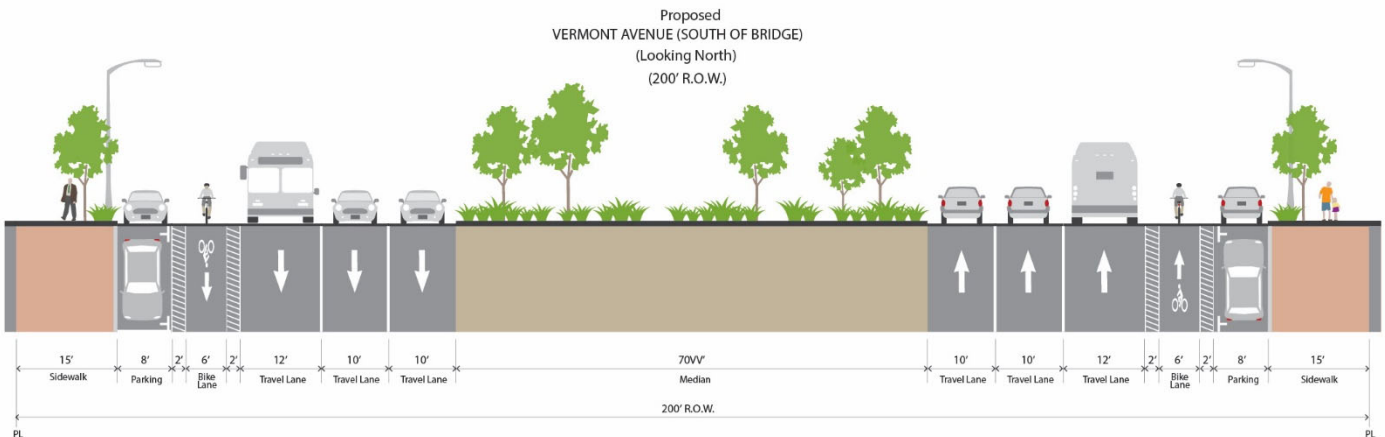 Proposed
VERMONT AVENUE (SOUTH OF BRIDGE)
(Looking North)
(200' R.O.W.)
15' 8' 2' 6' 2' 12' 10' 10' 70VV' 10' 10' 12' 2' 6' 2' 8' 15'
Sidewalk Parking Bike Travel Lane Travel Lane Travel Lane Median Travel Lane Travel Lane Travel Lane Bike Parking Sidewalk
Lane Lane
200' R.O.W.
PL PL